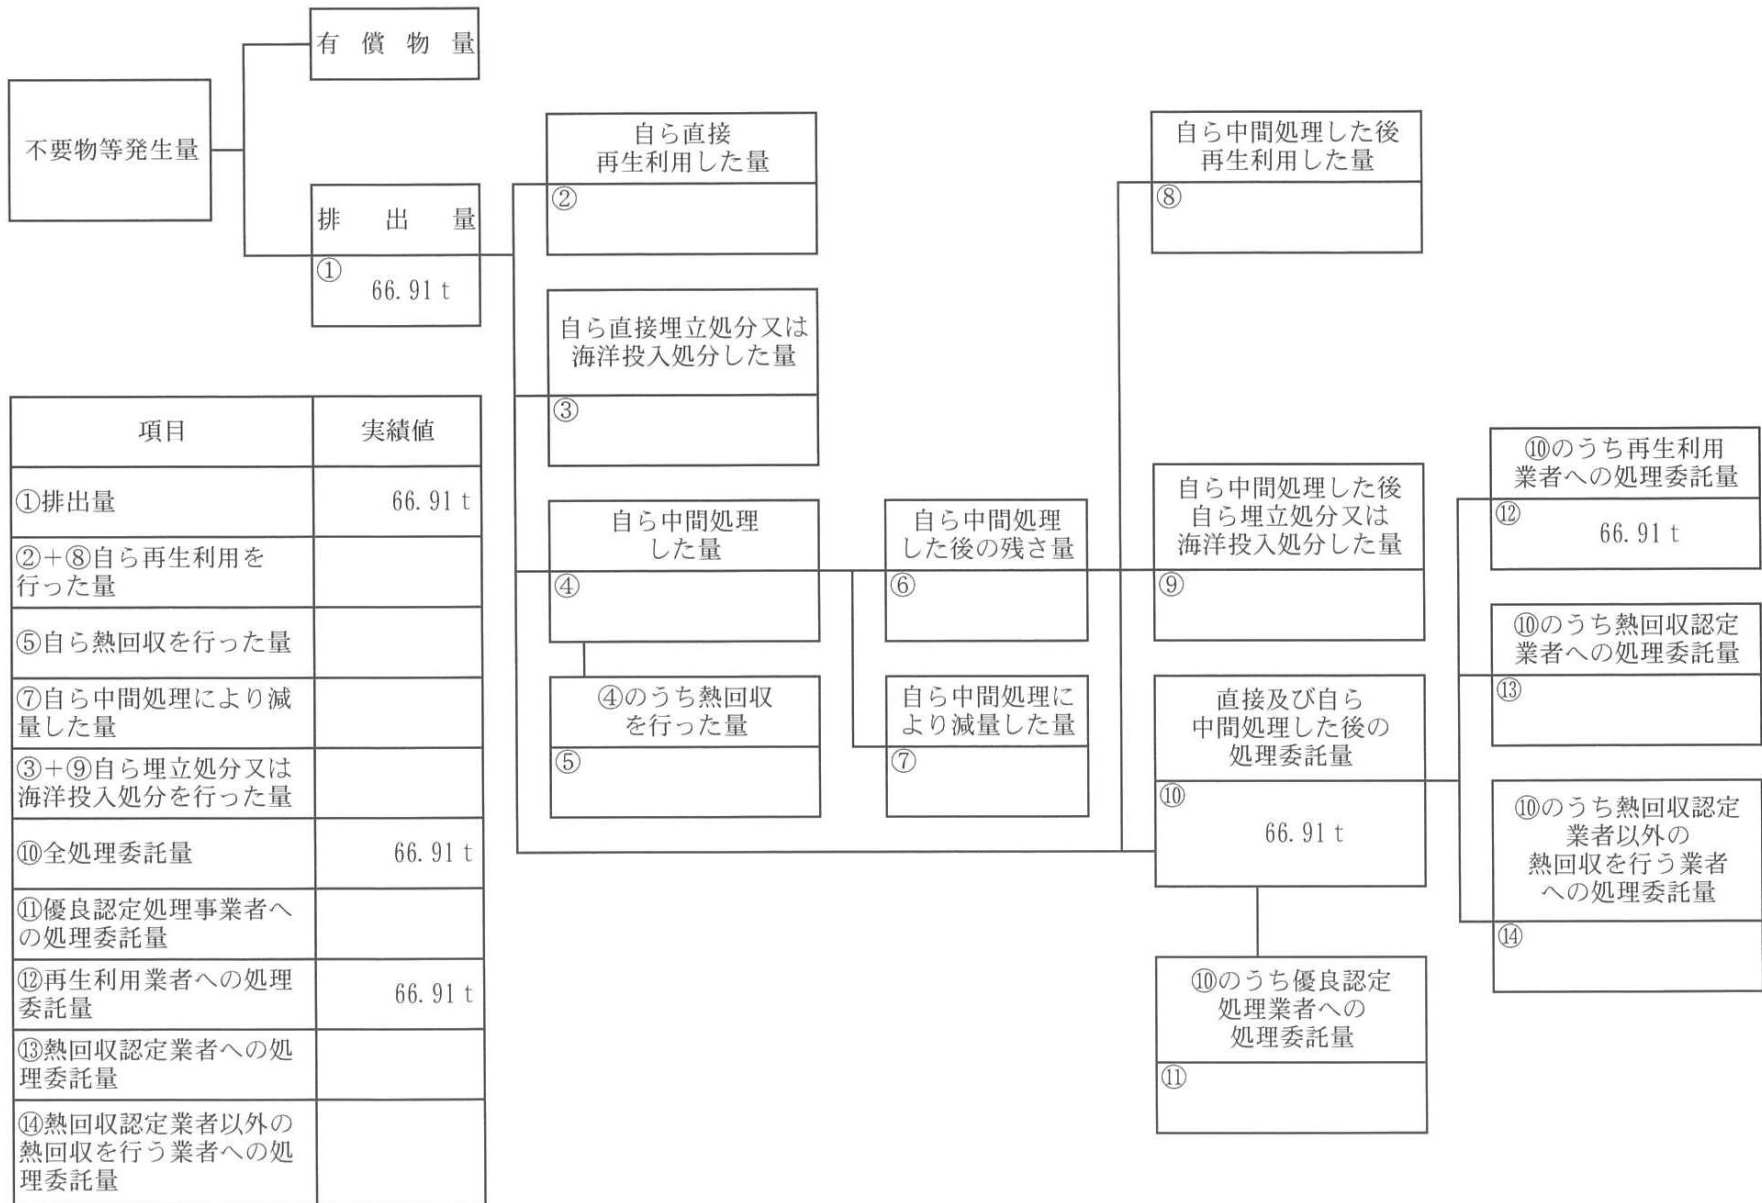 有償物量
不要物等発生量
排出量
①
66.91 t
自ら直接
再生利用した量
②
自ら直接埋立処分又は
海洋投入処分した量
③
自ら中間処理
した量
④
④のうち熱回収
を行った量
⑤
自ら中間処理
した後の残さ量
⑥
自ら中間処理に
より減量した量
⑦
自ら中間処理した後
再生利用した量
⑧
自ら中間処理した後
自ら埋立処分又は
海洋投入処分した量
⑨
直接及び自ら
中間処理した後の
処理委託量
⑩
66.91 t
⑩のうち優良認定
処理業者への
処理委託量
⑪
⑩のうち再生利用
業者への処理委託量
⑫
66.91 t
⑩のうち熱回収認定
業者への処理委託量
⑬
⑩のうち熱回収認定
業者以外の
熱回収を行う業者
への処理委託量
⑭
項目 実績値
①排出量 66.91 t
②+⑧自ら再生利用を
行った量
⑤自ら熱回収を行った量
⑦自ら中間処理により減
量した量
③+⑨自ら埋立処分又は
海洋投入処分を行った量
⑩全処理委託量 66.91 t
⑪優良認定処理事業者へ
の処理委託量
⑫再生利用業者への処理
委託量 66.91 t
⑬熱回収認定業者への処
理委託量
⑭熱回収認定業者以外の
熱回収を行う業者への処
理委託量